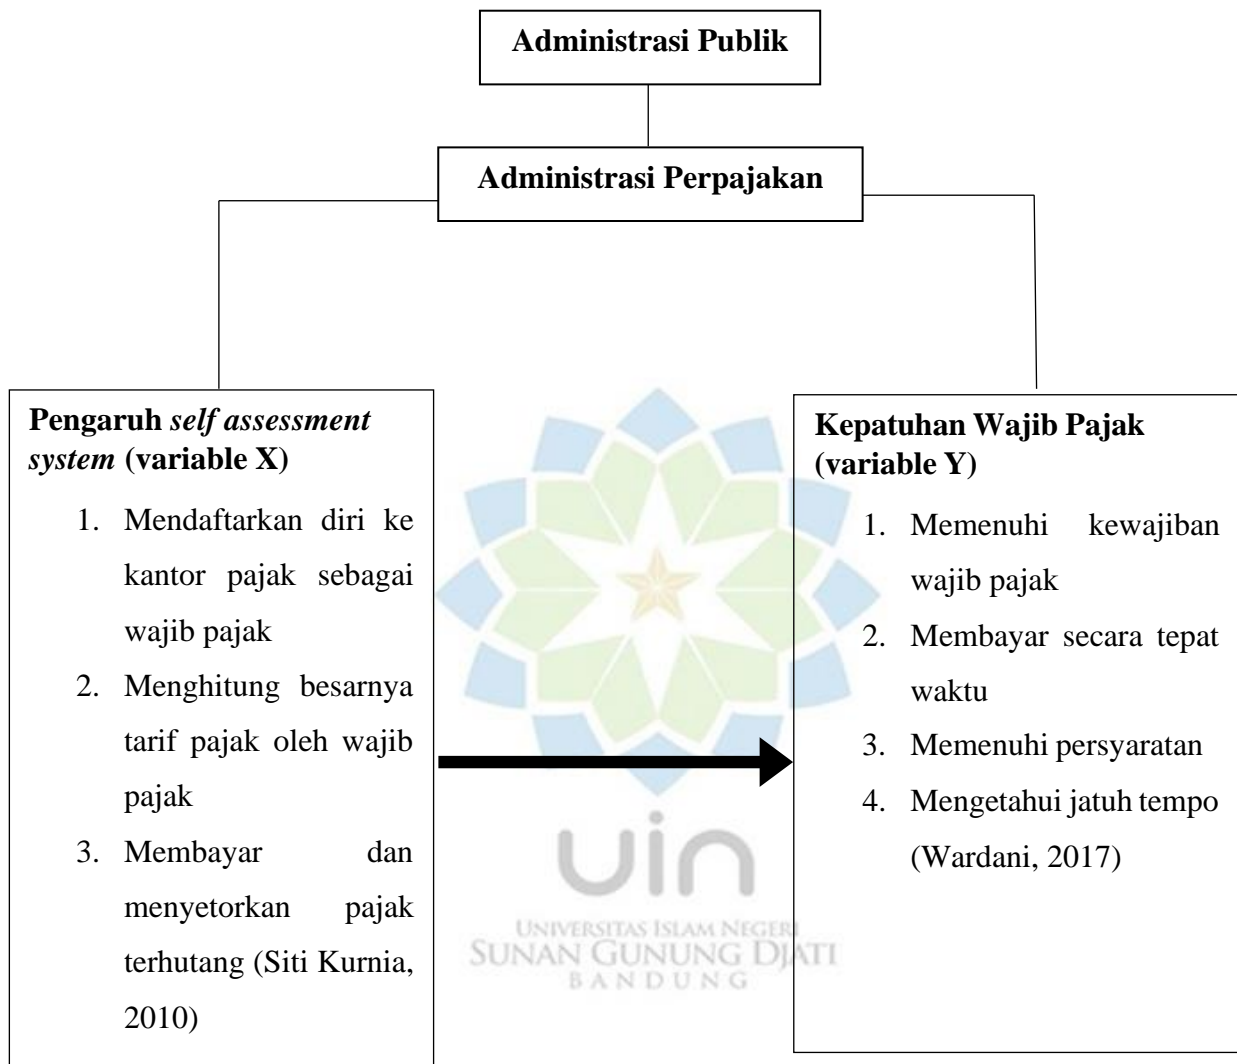 Administrasi Publik
Administrasi Perpajakan
Pengaruh self assessment
system (variable X)
1. Mendaftarkan diri ke
kantor pajak sebagai
wajib pajak
2. Menghitung besarnya
tarif pajak oleh wajib
pajak
3. Membayar dan
menyetorkan pajak
terhutang (Siti Kurnia,
2010)
Kepatuhan Wajib Pajak
(variable Y)
1. Memenuhi kewajiban
wajib pajak
2. Membayar secara tepat
waktu
3. Memenuhi persyaratan
4. Mengetahui jatuh tempo
(Wardani, 2017)
uin
UNIVERSITAS ISLAM NEGERI
SUNAN GUNUNG DJATI
BANDUNG